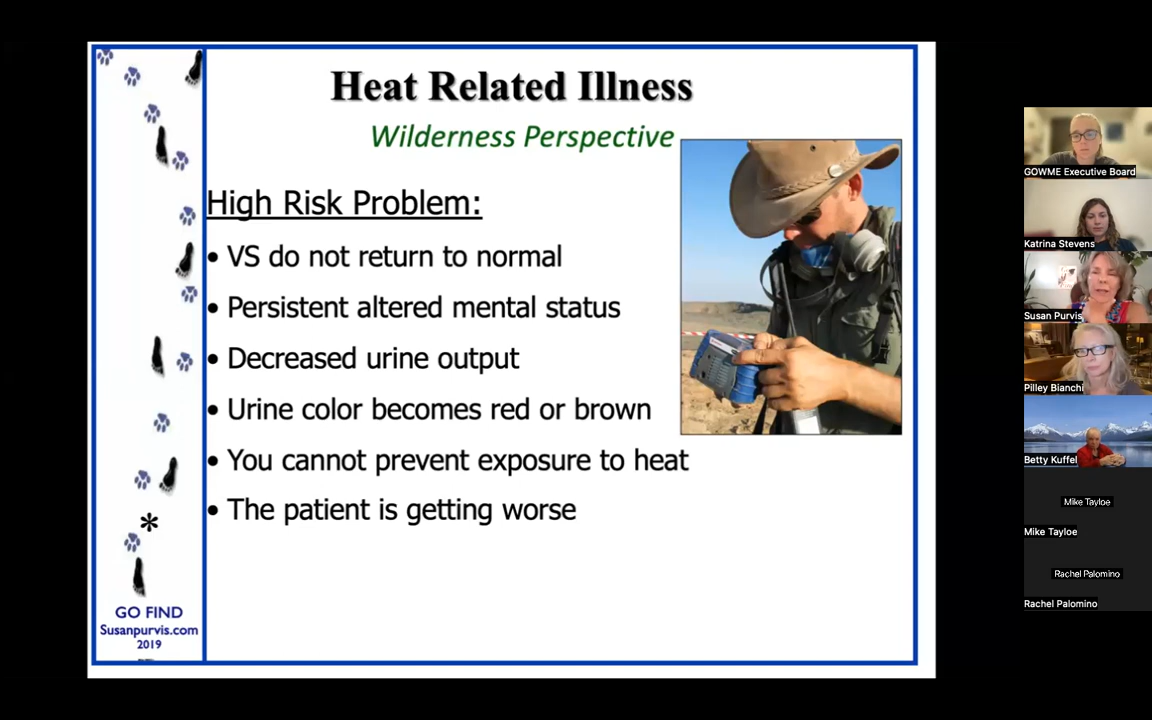 Heat Related Illness
Wilderness Perspective
High Risk Problem:
• VS do not return to normal
• Persistent altered mental status
• Decreased urine output
• Urine color becomes red or brown
• You cannot prevent exposure to heat
• The patient is getting worse
*
GO FIND
Susanpurvis.com
2019
GOWME Executive Board
Katrina Stevens
Susan Purvis
Pilley Bianchi
Betty Kuffel
Mike Tayloe
Mike Tayloe
Rachel Palomino
Rachel Palomino